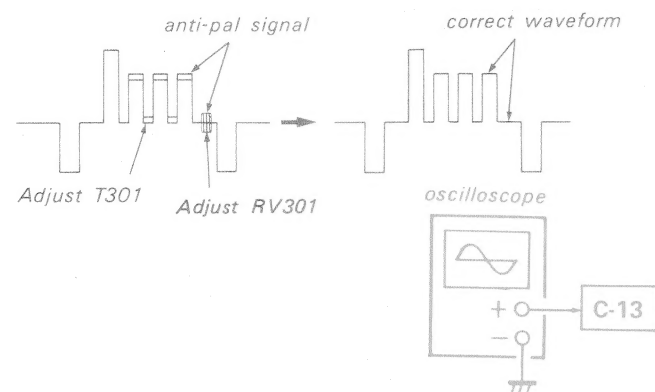 anti-pal signal
correct waveform
Adjust T301
Adjust RV301
oscilloscope
+
C-13
−